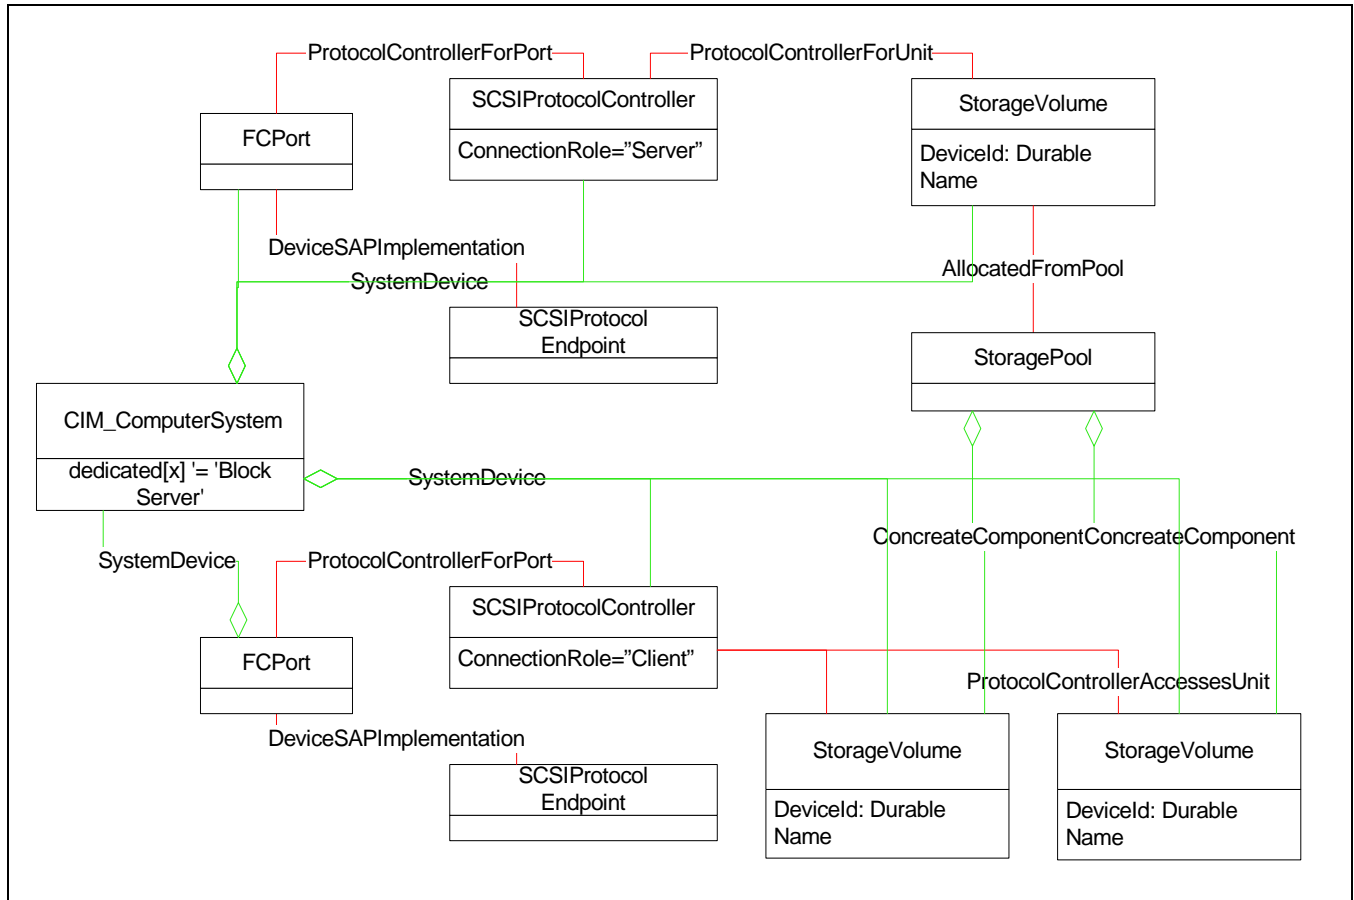 ProtocolControllerForPort
ProtocolControllerForUnit
SCSIProtocolController
ConnectionRole=”Server”
StorageVolume
DeviceId: Durable
Name
FCPort
DeviceSAPImplementation
SystemDevice
AllocatedFromPool
SCSIProtocol
Endpoint
StoragePool
CIM_ComputerSystem
dedicated[x] '= 'Block
Server'
SystemDevice
ConcreateComponent
ConcreateComponent
SystemDevice
ProtocolControllerForPort
SCSIProtocolController
ConnectionRole=”Client”
FCPort
ProtocolControllerAccessesUnit
DeviceSAPImplementation
SCSIProtocol
Endpoint
StorageVolume
DeviceId: Durable
Name
StorageVolume
DeviceId: Durable
Name